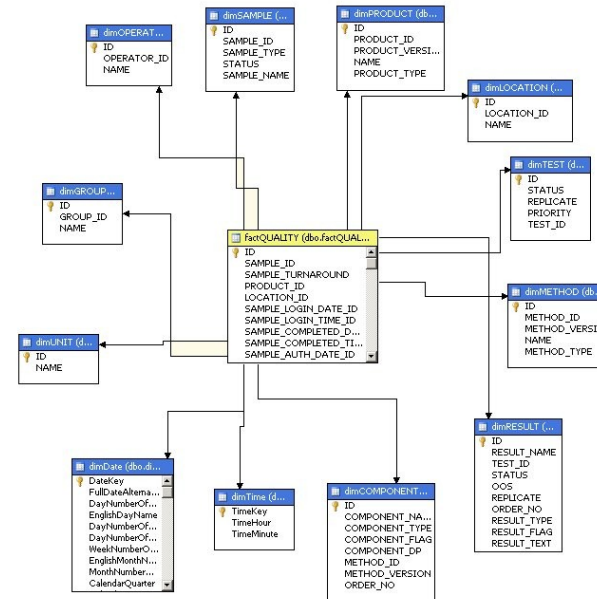 dimOPERAT...
ID
OPERATOR_ID
NAME
dimSAMPLE (...
ID
SAMPLE_ID
SAMPLE_TYPE
STATUS
SAMPLE_NAME
dimPRODUCT (db...
ID
PRODUCT_ID
PRODUCT_VERSI...
NAME
PRODUCT_TYPE
dimLOCATION (...
ID
LOCATION_ID
NAME
dimTEST (d...
ID
STATUS
REPLICATE
PRIORITY
TEST_ID
dimGROUP...
ID
GROUP_ID
NAME
factQUALITY (dbo.factQUAL...
ID
SAMPLE_ID
SAMPLE_TURNAROUND
PRODUCT_ID
LOCATION_ID
SAMPLE_LOGIN_DATE_ID
SAMPLE_LOGIN_TIME_ID
SAMPLE_COMPLETED_D...
SAMPLE_COMPLETED_TI...
SAMPLE_AUTH_DATE_ID
dimMETHOD (db.
ID
METHOD_ID
METHOD_VERSI
NAME
METHOD_TYPE
dimUNIT (d...
ID
NAME
dimRESULT (...
ID
RESULT_NAME
TEST_ID
STATUS
OOS
REPLICATE
ORDER_NO
RESULT_TYPE
RESULT_FLAG
RESULT_TEXT
dimDate (dbo.di...
DateKey
FullDateAlterna...
DayNumberOf...
EnglishDayName
DayNumberOf...
DayNumberOf...
WeekNumberO...
EnglishMonthN...
MonthNumber...
CalendarQuarter
dimTime (d...
TimeKey
TimeHour
TimeMinute
dimCOMPONENT...
ID
COMPONENT_NA...
COMPONENT_TYPE
COMPONENT_FLAG
COMPONENT_DP
METHOD_ID
METHOD_VERSION
ORDER_NO